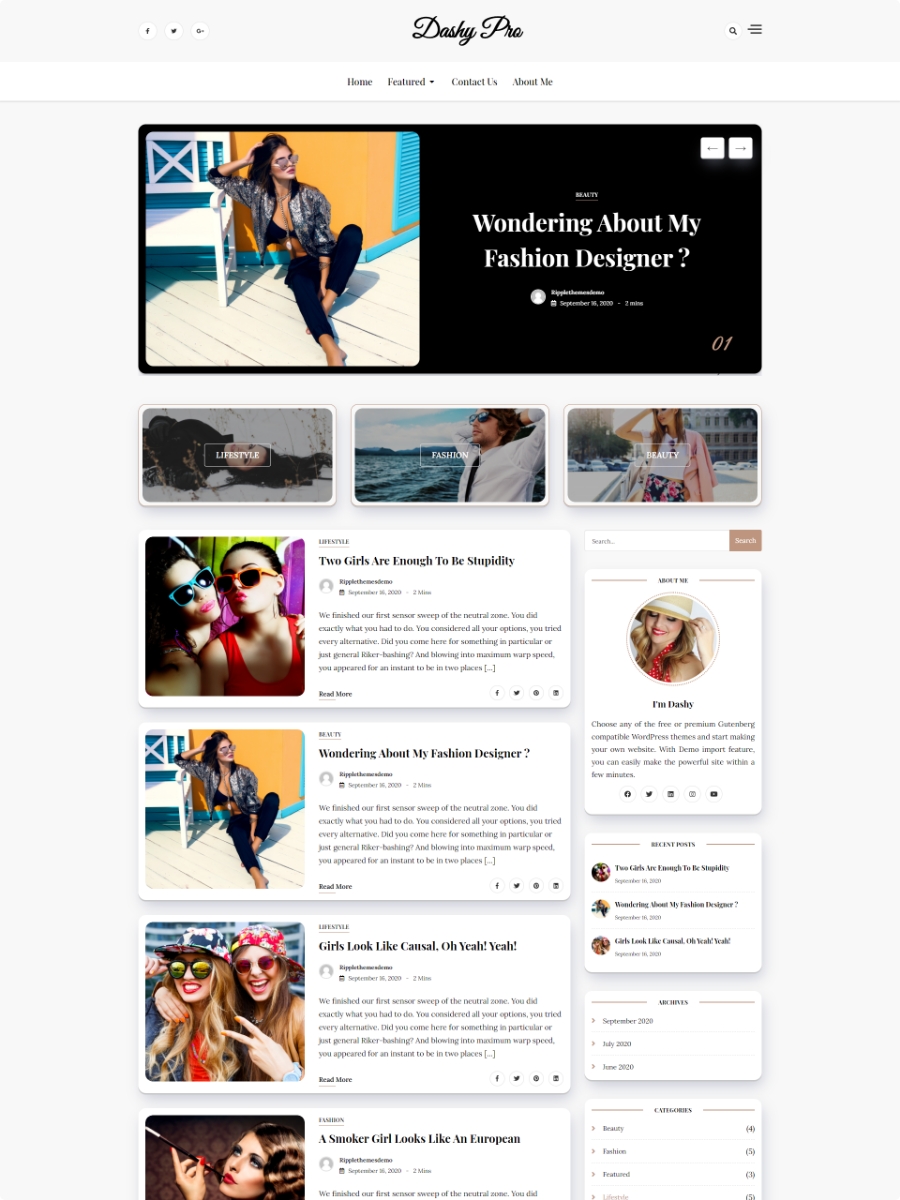 Dashy Pro
Home Featured Contact Us About Me
BEAUTY
Wondering About My
Fashion Designer ?
Ripplethemesdemo
September 16, 2020 - 2 mins
01
LIFESTYLE
FASHION
BEAUTY
LIFESTYLE
Two Girls Are Enough To Be Stupidity
Ripplethemesdemo
September 16, 2020 - 2 Mins
We finished our first sensor sweep of the neutral zone. You did
exactly what you had to do. You considered all your options, you tried
every alternative. Did you come here for something in particular or
just general Riker-bashing? And blowing into maximum warp speed,
you appeared for an instant to be in two places [...]
Read More
BEAUTY
Wondering About My Fashion Designer ?
Ripplethemesdemo
September 16, 2020 - 2 Mins
We finished our first sensor sweep of the neutral zone. You did
exactly what you had to do. You considered all your options, you tried
every alternative. Did you come here for something in particular or
just general Riker-bashing? And blowing into maximum warp speed,
you appeared for an instant to be in two places [...]
Read More
LIFESTYLE
Girls Look Like Causal, Oh Yeah! Yeah!
Ripplethemesdemo
September 16, 2020 - 2 Mins
We finished our first sensor sweep of the neutral zone. You did
exactly what you had to do. You considered all your options, you tried
every alternative. Did you come here for something in particular or
just general Riker-bashing? And blowing into maximum warp speed,
you appeared for an instant to be in two places [...]
Read More
FASHION
A Smoker Girl Looks Like An European
Ripplethemesdemo
September 16, 2020 - 2 Mins
We finished our first sensor sweep of the neutral zone. You did
Search...
Search
ABOUT ME
I'm Dashy
Choose any of the free or premium Gutenberg
compatible WordPress themes and start making
your own website. With Demo import feature,
you can easily make the powerful site within a
few minutes.
RECENT POSTS
Two Girls Are Enough To Be Stupidity
September 16, 2020
Wondering About My Fashion Designer ?
September 16, 2020
Girls Look Like Causal, Oh Yeah! Yeah!
September 16, 2020
ARCHIVES
September 2020
July 2020
June 2020
CATEGORIES
Beauty (4)
Fashion (5)
Featured (3)
Lifestyle (5)